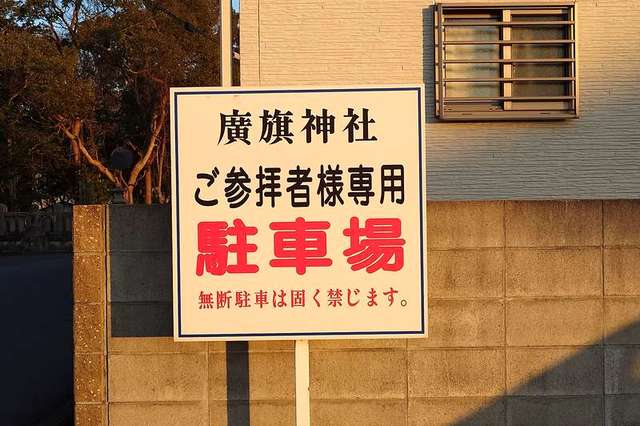 廣旗神社
ご参拝者様専用
駐車場
無断駐車は固く禁じます。